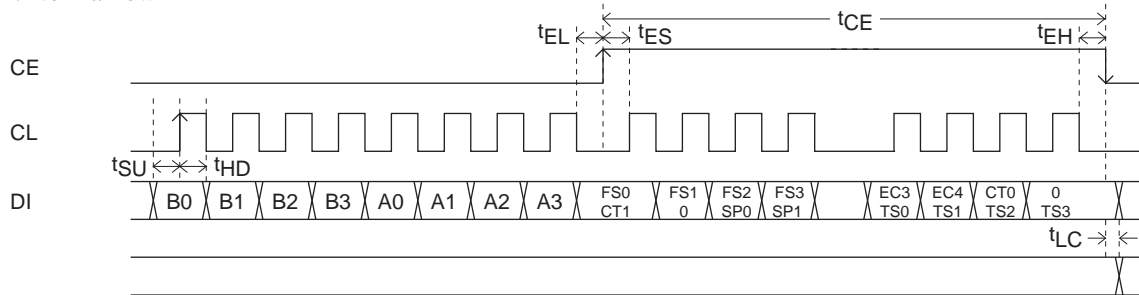 tCE
tEL tES tEH
CE
CL
tSU tHD
DI B0 B1 B2 B3 A0 A1 A2 A3 FS0 FS1 FS2 FS3 EC3 EC4 CT0 0
CT1 0 SP0 SP1 TS0 TS1 TS2 TS3
tLC